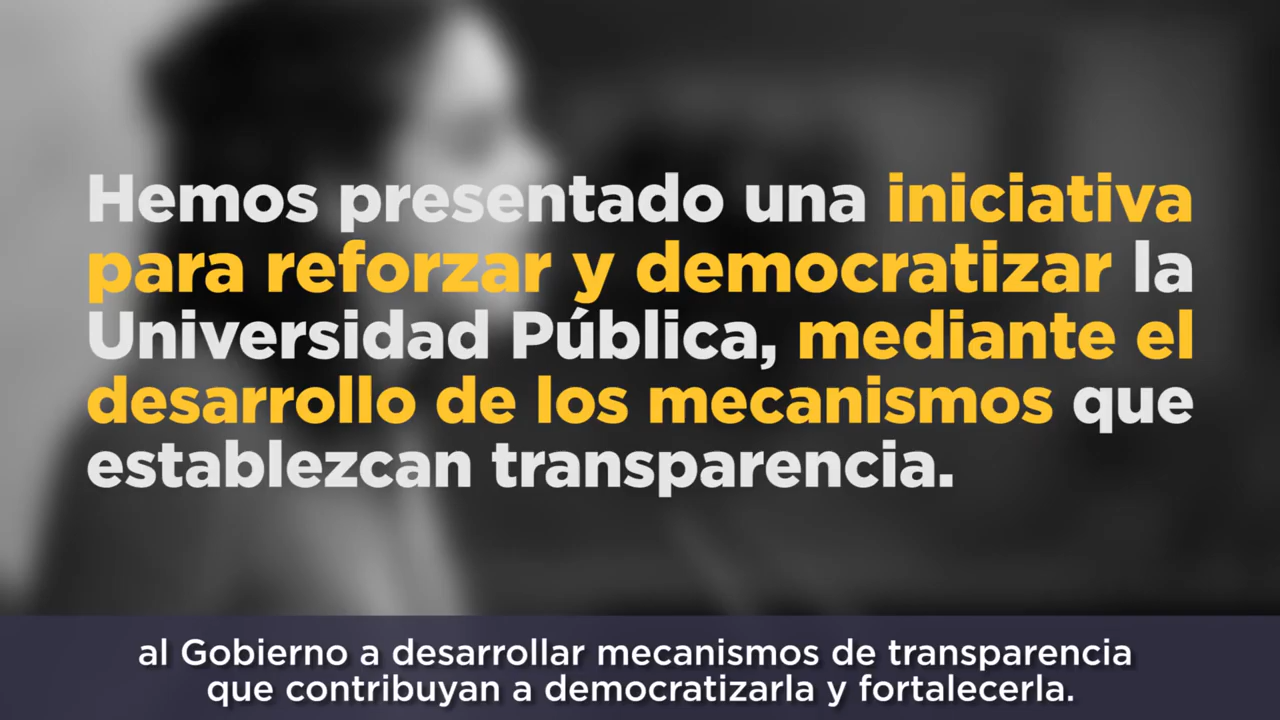 Hemos presentado una iniciativa
para reforzar y democratizar la
Universidad Pública, mediante el
desarrollo de los mecanismos que
establezcan transparencia.
al Gobierno a desarrollar mecanismos de transparencia
que contribuyan a democratizarla y fortalecerla.